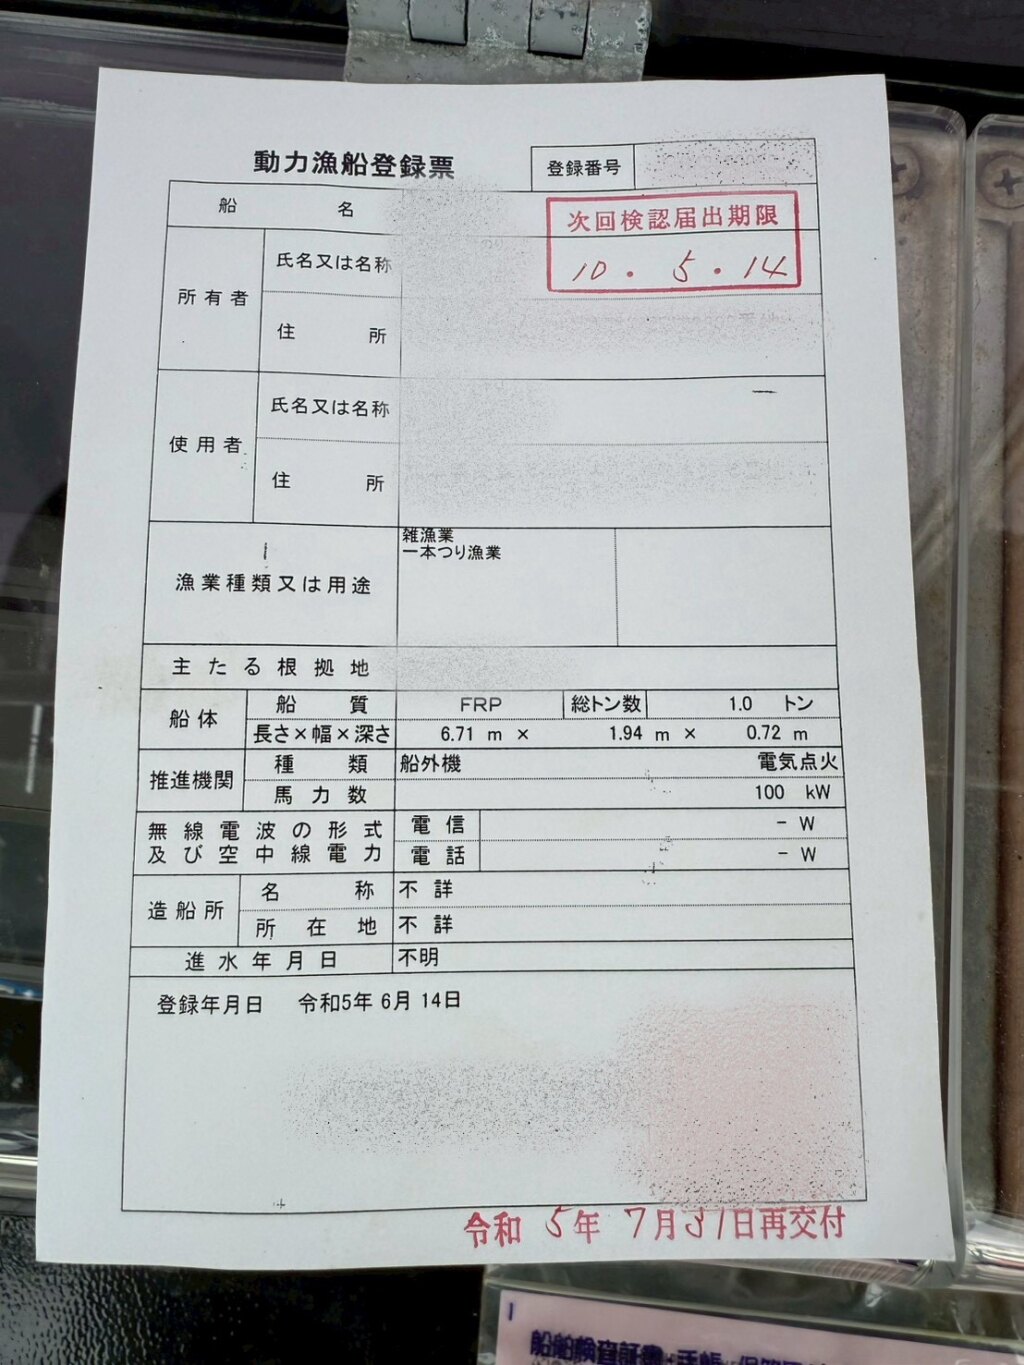 動力漁船登録票
登録番号
船名
次回検認届出期限
10. 5. 14
所有者
氏名又は名称
住所
使用者
氏名又は名称
住所
漁業種類又は用途
雑漁業
一本つり漁業
主たる根拠地
船体
船質 FRP 総トン数 1.0 トン
長さ×幅×深さ 6.71 m × 1.94 m × 0.72 m
推進機関
種類 船外機 電気点火
馬力数 100 kW
無線電波の形式
及び空中線電力
電信 - W
電話 - W
造船所
名称 不詳
所在地 不詳
進水年月日 不明
登録年月日 令和5年 6月 14日
令和 5年 7月31日再交付
船舶検査証書